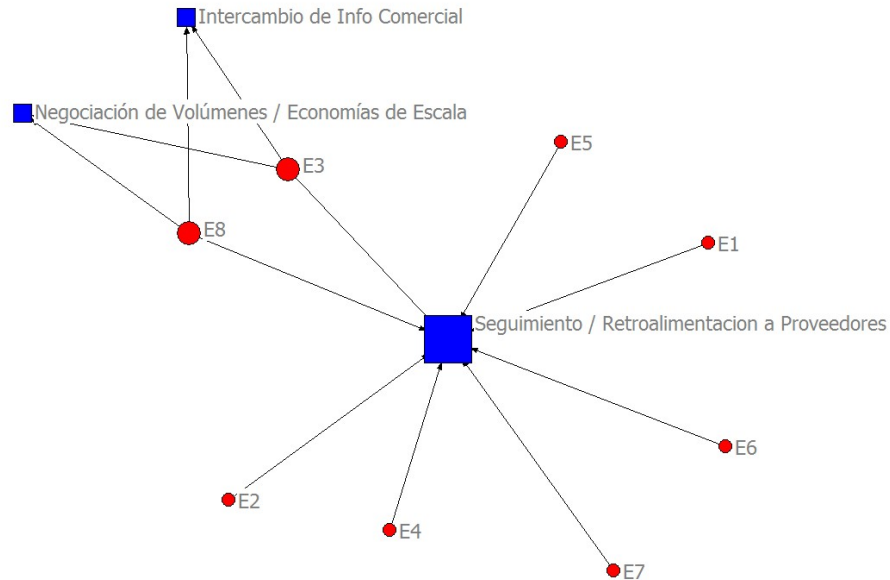 Intercambio de Info Comercial
Negociación de Volúmenes / Economías de Escala
E5
E3
E8
E1
Seguimiento / Retroalimentacion a Proveedores
E6
E2
E4
E7